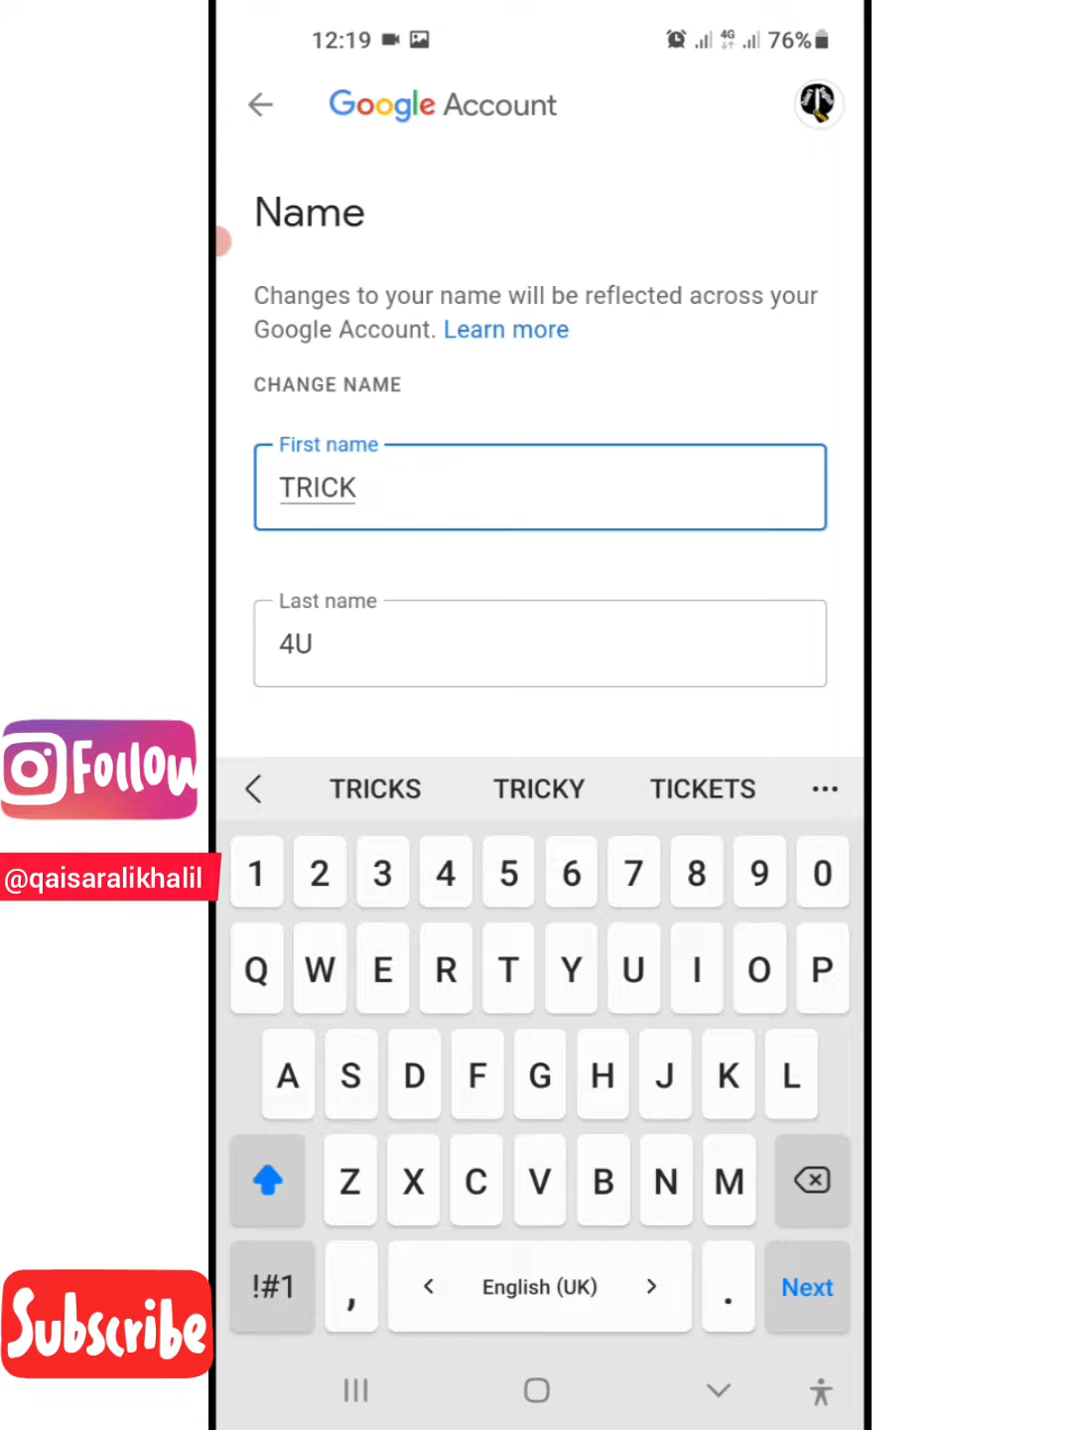 12:19 4G 76%
Google Account
Name
Changes to your name will be reflected across your
Google Account. Learn more
CHANGE NAME
First name
TRICK
Last name
4U
Follow
@qaisaralikhalil
TRICKS TRICKY TICKETS
1 2 3 4 5 6 7 8 9 0
Q W E R T Y U I O P
A S D F G H J K L
Z X C V B N M
!#1 , < English (UK) > . Next
Subscribe